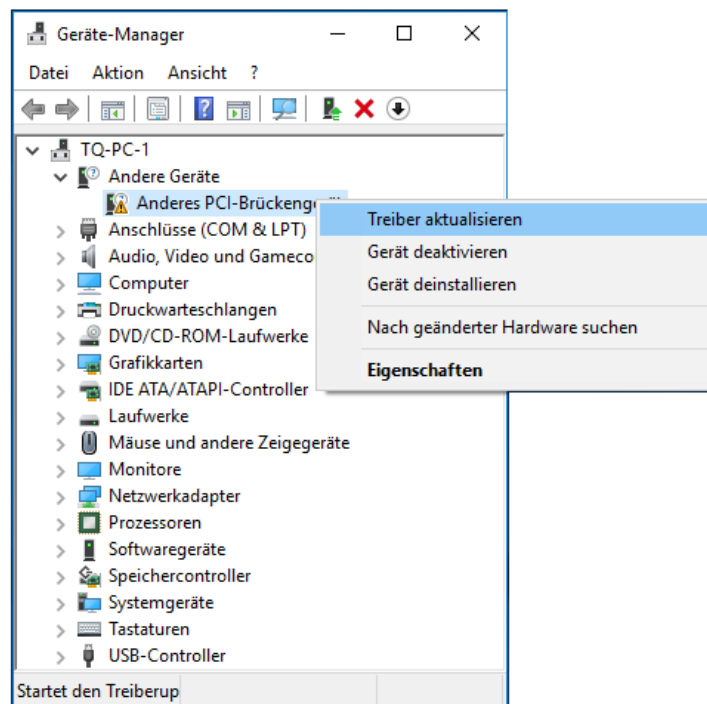 Geräte-Manager
Datei Aktion Ansicht ?
TQ-PC-1
Andere Geräte
Anderes PCI-Brückeng
Anschlüsse (COM & LPT)
Audio, Video und Gameco
Computer
Druckwarteschlangen
DVD/CD-ROM-Laufwerke
Grafikkarten
IDE ATA/ATAPI-Controller
Laufwerke
Mäuse und andere Zeigegeräte
Monitore
Netzwerkadapter
Prozessoren
Softwaregeräte
Speichercontroller
Systemgeräte
Tastaturen
USB-Controller
Treiber aktualisieren
Gerät deaktivieren
Gerät deinstallieren
Nach geänderter Hardware suchen
Eigenschaften
Startet den Treiberup